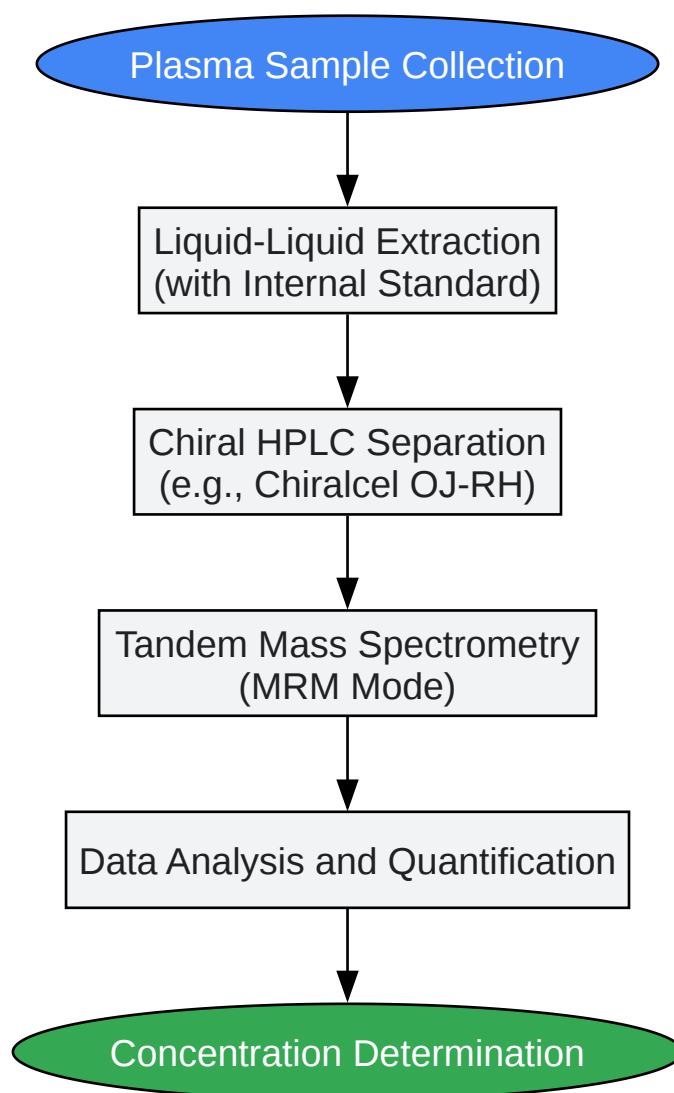 Plasma Sample Collection
Liquid-Liquid Extraction
(with Internal Standard)
Chiral HPLC Separation
(e.g., Chiralcel OJ-RH)
Tandem Mass Spectrometry
(MRM Mode)
Data Analysis and Quantification
Concentration Determination